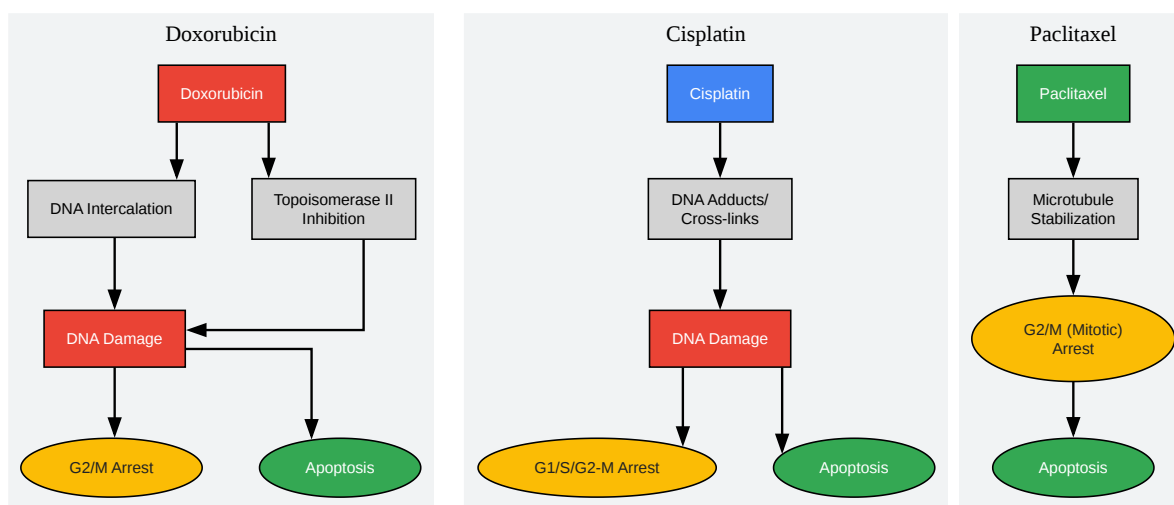 Doxorubicin
Doxorubicin
DNA Intercalation
Topoisomerase II
Inhibition
DNA Damage
G2/M Arrest
Apoptosis
Cisplatin
Cisplatin
DNA Adducts/
Cross-links
DNA Damage
G1/S/G2-M Arrest
Apoptosis
Paclitaxel
Paclitaxel
Microtubule
Stabilization
G2/M (Mitotic)
Arrest
Apoptosis